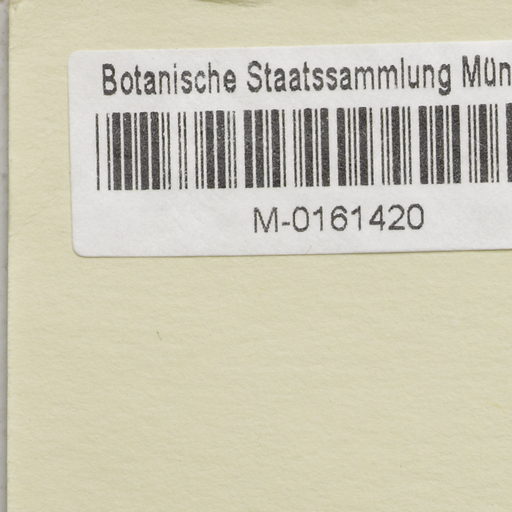 Botanische Staatssammlung Mün
M-0161420